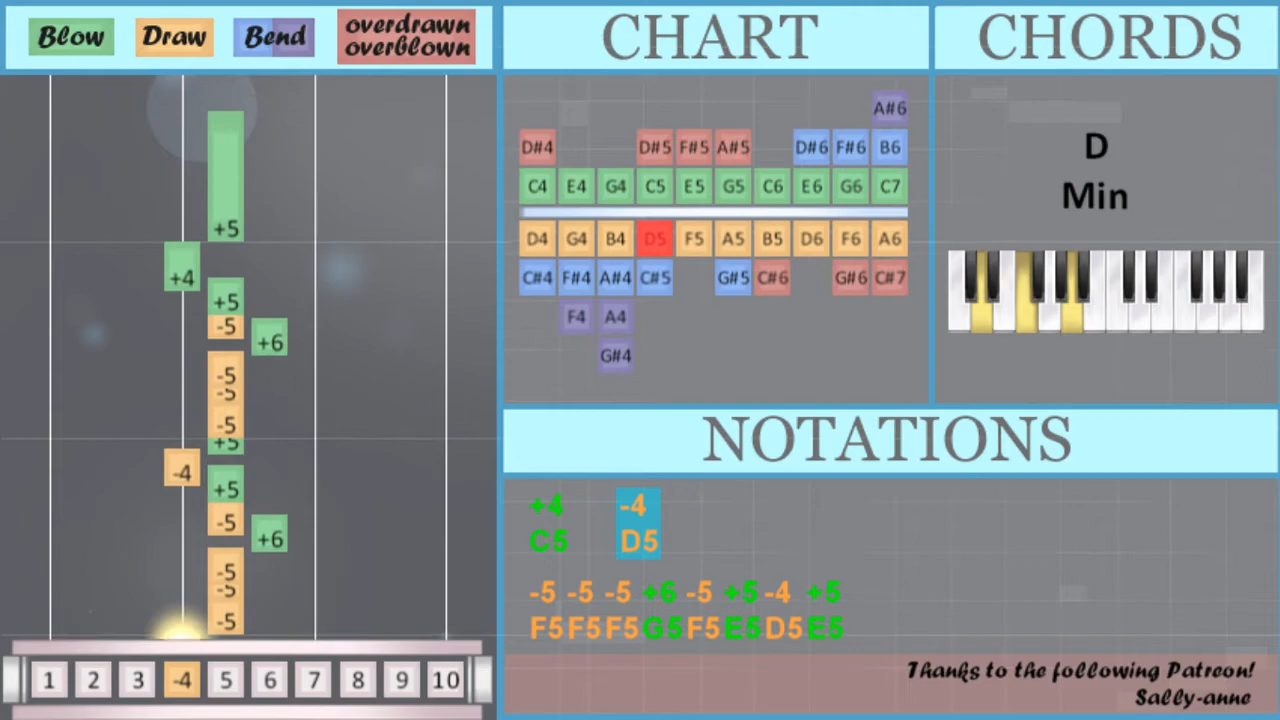 Blow Draw Bend overdrawn
overblown
CHART
CHORDS
+5
+4
+5
-5
+6
-5
-5
-5
+5
-4
+5
-5
+6
-5
-5
-5
1 2 3 -4 5 6 7 8 9 10
A#6
D#4 D#5 F#5 A#5 D#6 F#6 B6
C4 E4 G4 C5 E5 G5 C6 E6 G6 C7
D4 G4 B4 D5 F5 A5 B5 D6 F6 A6
C#4 F#4 A#4 C#5 G#5 C#6 G#6 C#7
F4 A4
G#4
D
Min
NOTATIONS
+4 -4
C5 D5
-5 -5 -5 +6 -5 +5 -4 +5
F5 F5 F5 G5 F5 E5 D5 E5
Thanks to the following Patreon!
Sally-anne